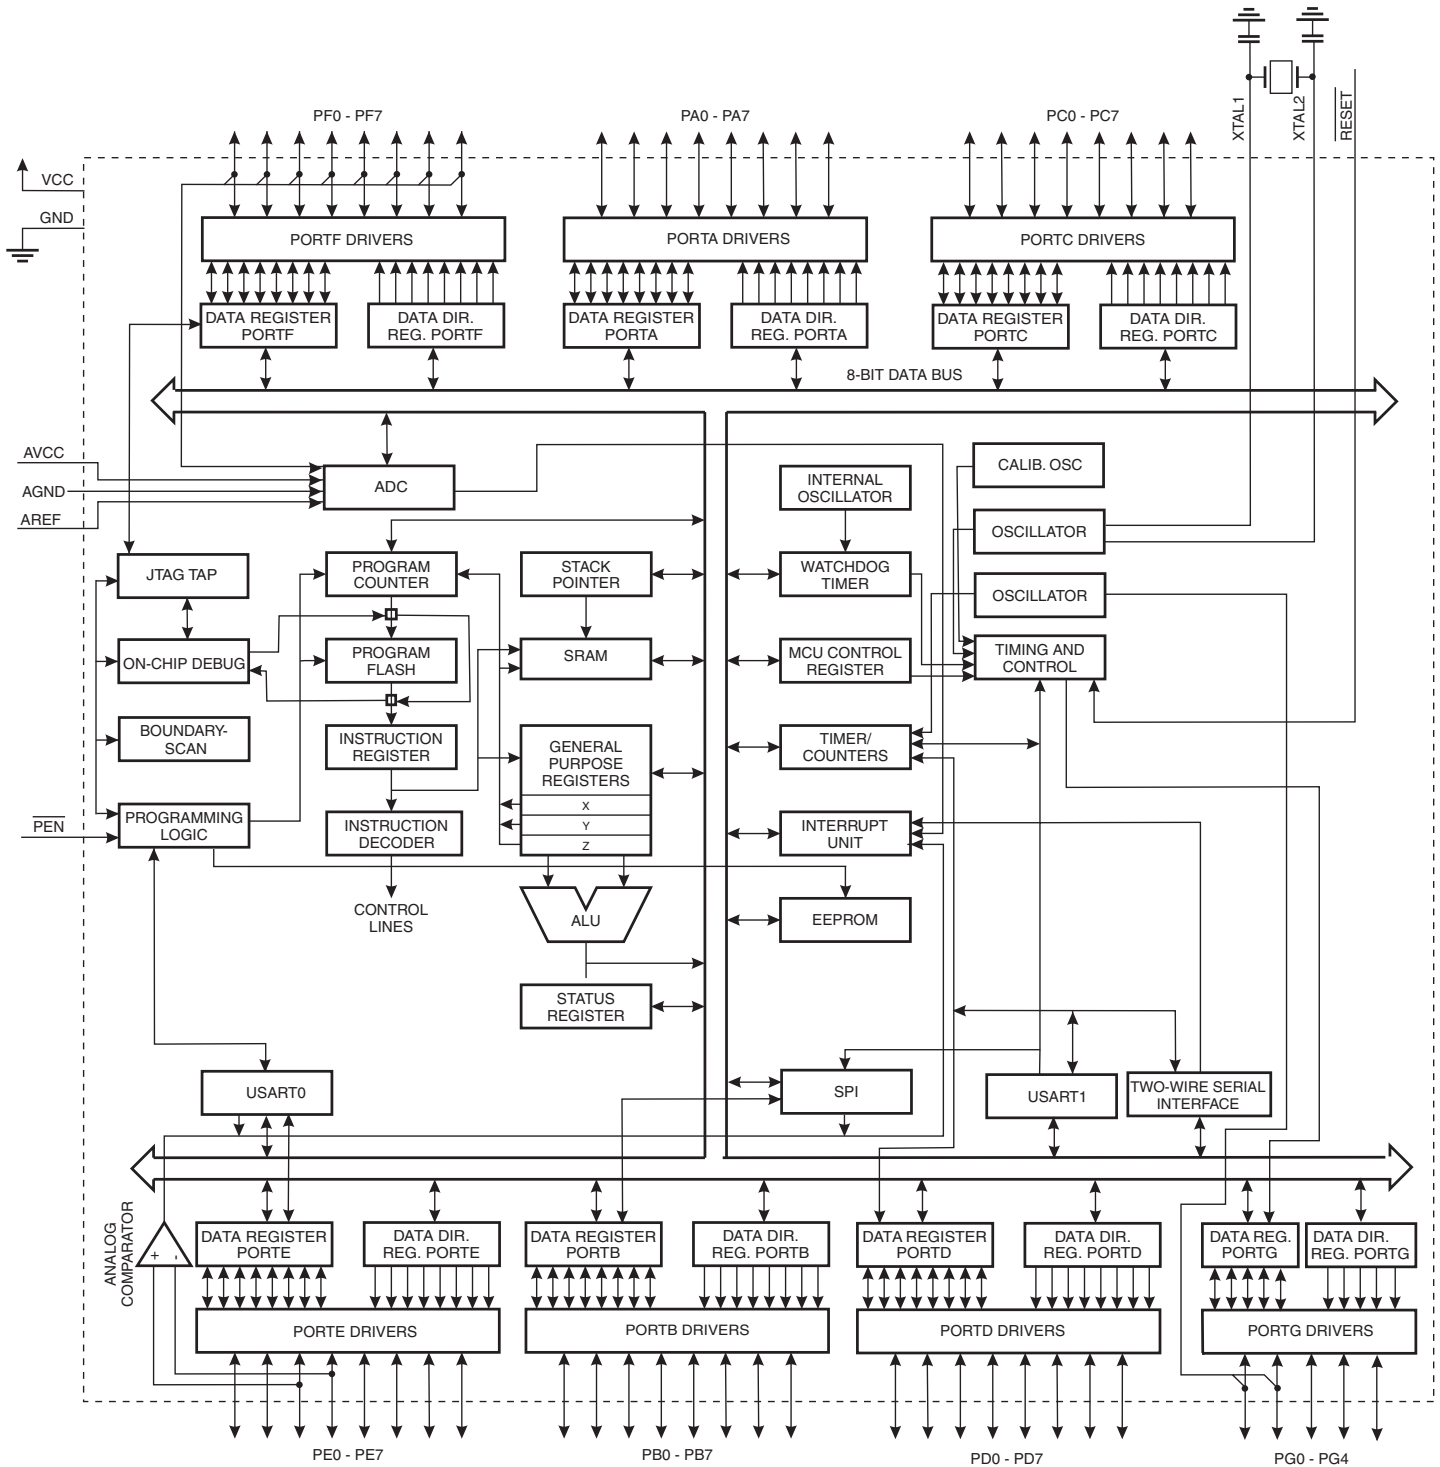 XTAL1
XTAL2
RESET
PF0 - PF7
PA0 - PA7
PC0 - PC7
VCC
GND
PORTF DRIVERS
PORTA DRIVERS
PORTC DRIVERS
DATA REGISTER
PORTF
DATA DIR.
REG. PORTF
DATA REGISTER
PORTA
DATA DIR.
REG. PORTA
DATA REGISTER
PORTC
DATA DIR.
REG. PORTC
8-BIT DATA BUS
AVCC
AGND
AREF
ADC
INTERNAL
OSCILLATOR
CALIB. OSC
OSCILLATOR
JTAG TAP
PROGRAM
COUNTER
STACK
POINTER
WATCHDOG
TIMER
OSCILLATOR
ON-CHIP DEBUG
PROGRAM
FLASH
SRAM
MCU CONTROL
REGISTER
TIMING AND
CONTROL
BOUNDARY-
SCAN
INSTRUCTION
REGISTER
GENERAL
PURPOSE
REGISTERS
X
Y
Z
TIMER/
COUNTERS
PEN
PROGRAMMING
LOGIC
INSTRUCTION
DECODER
INTERRUPT
UNIT
CONTROL
LINES
ALU
EEPROM
STATUS
REGISTER
USART0
SPI
USART1
TWO-WIRE SERIAL
INTERFACE
ANALOG
COMPARATOR
+
-
DATA REGISTER
PORTE
DATA DIR.
REG. PORTE
DATA REGISTER
PORTB
DATA DIR.
REG. PORTB
DATA REGISTER
PORTD
DATA DIR.
REG. PORTD
DATA REG.
PORTG
DATA DIR.
REG. PORTG
PORTE DRIVERS
PORTB DRIVERS
PORTD DRIVERS
PORTG DRIVERS
PE0 - PE7
PB0 - PB7
PD0 - PD7
PG0 - PG4